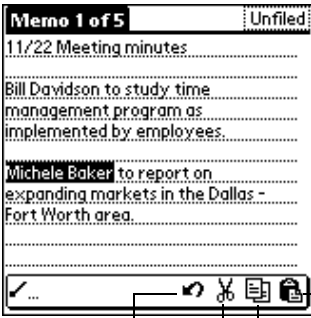 Memo 1 of 5
Unfiled
11/22 Meeting minutes
Bill Davidson to study time
management program as
implemented by employees.
Michele Baker to report on
expanding markets in the Dallas -
Fort Worth area.
...